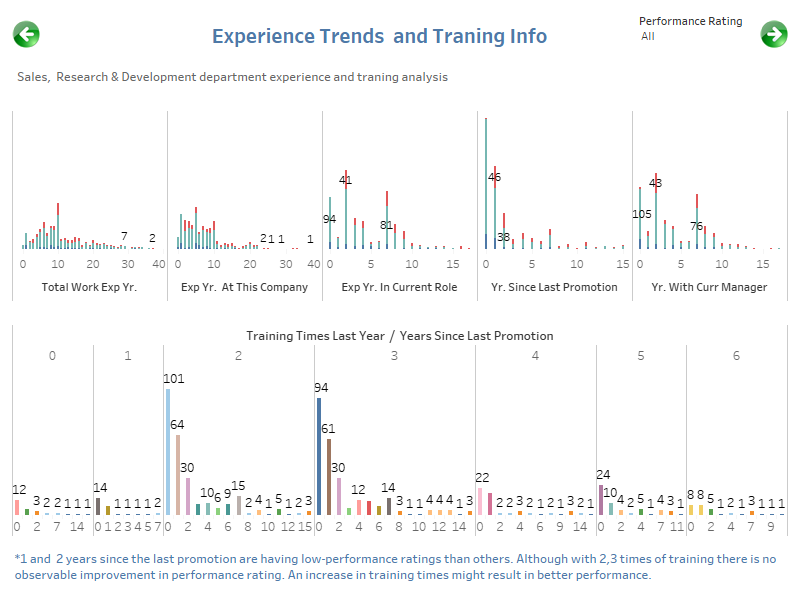 Experience Trends and Traning Info
Performance Rating
All
Sales, Research & Development department experience and traning analysis
94 41 81 46 38 105 43 76
7 2 2 1 1 1
0 10 20 30 40 0 10 20 30 40 0 5 10 15 0 5 10 15 0 5 10 15
Total Work Exp Yr. Exp Yr. At This Company Exp Yr. In Current Role Yr. Since Last Promotion Yr. With Curr Manager
Training Times Last Year / Years Since Last Promotion
0 1 2 3 4 5 6
101 94
64 61
30 30
12 3 2 2 1 1 1 14 1 1 1 1 1 2 10 6 9 15 2 4 1 5 1 2 3 4 12 6 14 3 1 1 4 4 4 1 3 22 2 2 3 2 1 2 1 3 2 1 24 10 4 2 5 1 4 3 1 8 8 5 2 1 1 3 1 1 1
0 2 7 14 0 1 2 3 4 5 7 0 2 4 6 8 10 12 15 0 2 4 6 8 10 12 14 0 2 4 6 9 14 0 2 4 7 11 0 2 4 7 9
*1 and 2 years since the last promotion are having low-performance ratings than others. Although with 2,3 times of training there is no
observable improvement in performance rating. An increase in training times might result in better performance.